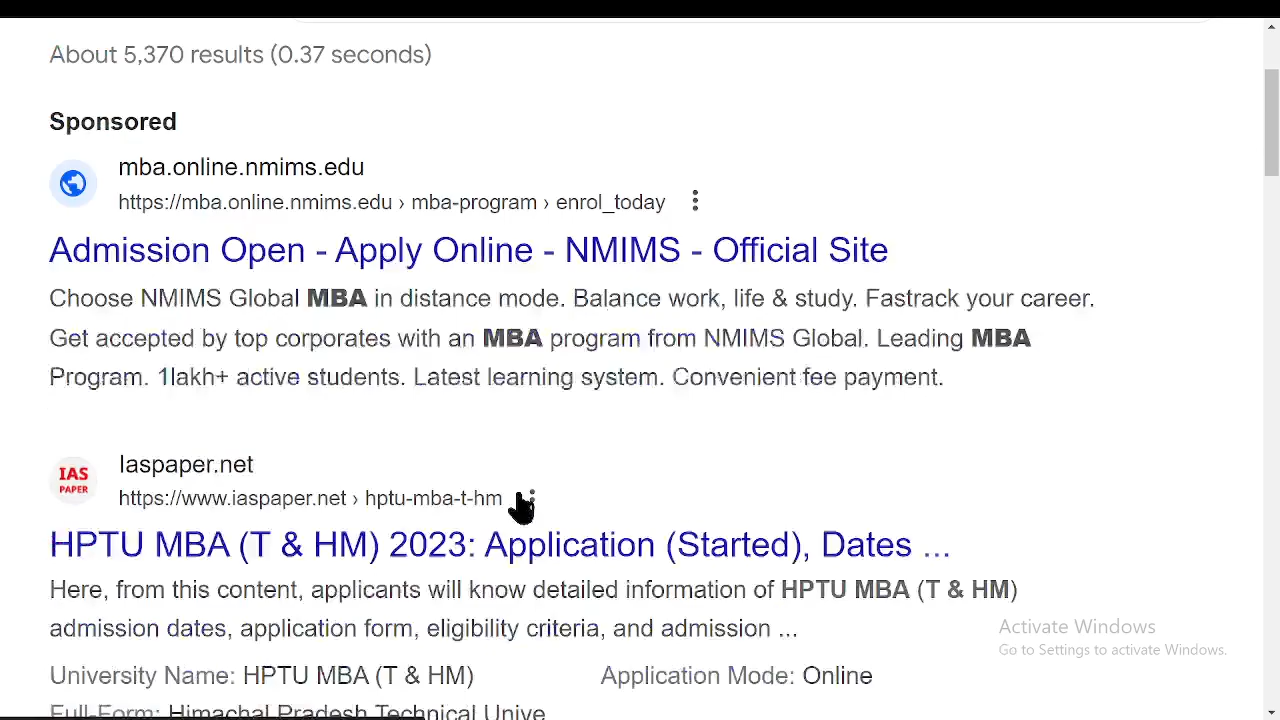 About 5,370 results (0.37 seconds)
Sponsored
mba.online.nmims.edu
https://mba.online.nmims.edu › mba-program › enrol_today
Admission Open - Apply Online - NMIMS - Official Site
Choose NMIMS Global MBA in distance mode. Balance work, life & study. Fastrack your career.
Get accepted by top corporates with an MBA program from NMIMS Global. Leading MBA
Program. 1lakh+ active students. Latest learning system. Convenient fee payment.
IAS
PAPER
Iaspaper.net
https://www.iaspaper.net › hptu-mba-t-hm
HPTU MBA (T & HM) 2023: Application (Started), Dates ...
Here, from this content, applicants will know detailed information of HPTU MBA (T & HM)
admission dates, application form, eligibility criteria, and admission ...
Activate Windows
Go to Settings to activate Windows.
University Name: HPTU MBA (T & HM) Application Mode: Online
Full-Form: Himachal Pradesh Technical Unive